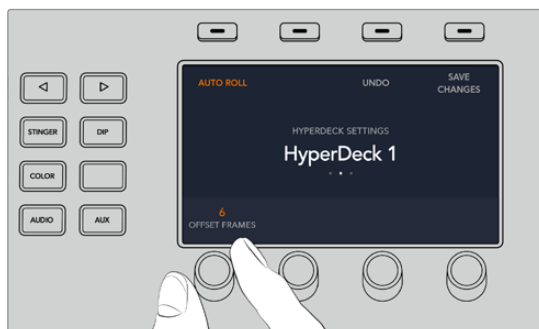 AUTO ROLL
UNDO
SAVE
CHANGES
HYPERDECK SETTINGS
HyperDeck 1
6
OFFSET FRAMES
STINGER
DIP
COLOR
AUDIO
AUX